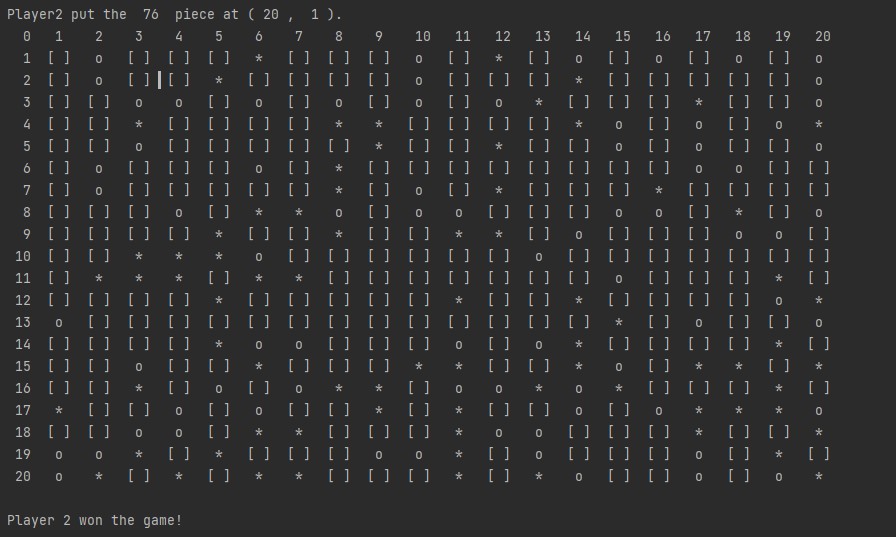 Player2 put the  76  piece at ( 20 ,  1 ).
0 1 2 3 4 5 6 7 8 9 10 11 12 13 14 15 16 17 18 19 20
1 [ ] o [ ] [ ] [ ] * [ ] [ ] [ ] o [ ] * [ ] o [ ] o [ ] o [ ] o
2 [ ] o [ ] [ ] * [ ] [ ] [ ] [ ] o [ ] [ ] [ ] * [ ] [ ] [ ] [ ] [ ] o
3 [ ] [ ] o o [ ] o [ ] o [ ] o [ ] o * [ ] [ ] [ ] * [ ] [ ] o
4 [ ] [ ] * [ ] [ ] [ ] [ ] * * [ ] [ ] [ ] [ ] * o [ ] o [ ] o *
5 [ ] [ ] o [ ] [ ] [ ] [ ] [ ] * [ ] [ ] * [ ] [ ] o [ ] o [ ] [ ] o
6 [ ] o [ ] [ ] [ ] o [ ] * [ ] [ ] [ ] [ ] [ ] [ ] [ ] [ ] o o [ ] [ ]
7 [ ] o [ ] [ ] [ ] [ ] [ ] * [ ] o [ ] * [ ] [ ] [ ] * [ ] [ ] [ ] [ ]
8 [ ] [ ] [ ] o [ ] * * o [ ] o o [ ] [ ] [ ] o o [ ] * [ ] o
9 [ ] [ ] [ ] [ ] * [ ] [ ] * [ ] [ ] * * [ ] o [ ] [ ] [ ] o o [ ]
10 [ ] [ ] * * * o [ ] [ ] [ ] [ ] [ ] [ ] o [ ] [ ] [ ] [ ] [ ] [ ] [ ]
11 [ ] * * * [ ] * * [ ] [ ] [ ] [ ] [ ] [ ] [ ] o [ ] [ ] [ ] * [ ]
12 [ ] [ ] [ ] [ ] * [ ] [ ] [ ] [ ] [ ] * [ ] [ ] * [ ] [ ] [ ] [ ] o *
13 o [ ] [ ] [ ] [ ] [ ] [ ] [ ] [ ] [ ] [ ] [ ] [ ] [ ] * [ ] o [ ] [ ] o
14 [ ] [ ] [ ] [ ] * o o [ ] [ ] [ ] o [ ] o * [ ] [ ] [ ] [ ] * [ ]
15 [ ] [ ] o [ ] [ ] * [ ] [ ] [ ] * * [ ] [ ] * o [ ] * * [ ] *
16 [ ] [ ] * [ ] o [ ] o * * [ ] o o * o * [ ] [ ] [ ] * [ ]
17 * [ ] [ ] o [ ] o [ ] [ ] * [ ] * [ ] [ ] o [ ] o * * * o
18 [ ] [ ] o o [ ] * * [ ] [ ] [ ] * o o [ ] [ ] [ ] * [ ] [ ] *
19 o o * [ ] * [ ] [ ] [ ] o o * [ ] o [ ] [ ] [ ] o [ ] * [ ]
20 o * [ ] * [ ] * * [ ] [ ] [ ] * [ ] * o [ ] [ ] o [ ] o *
Player 2 won the game!